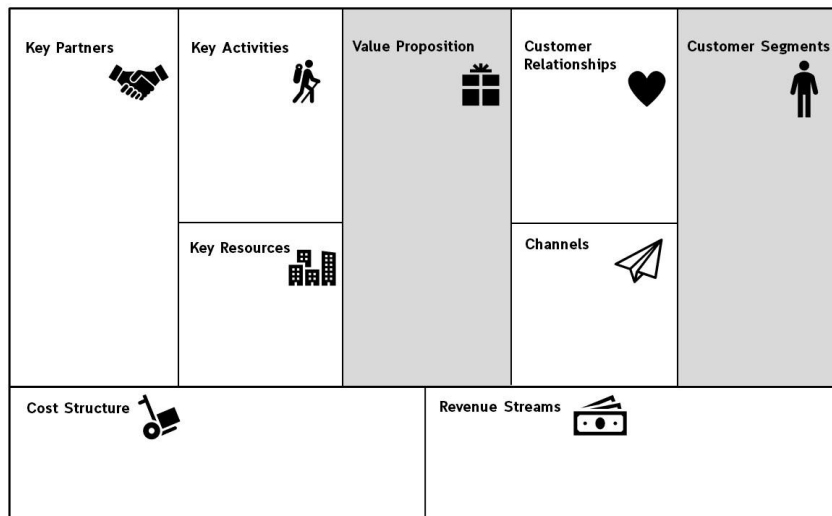 Key Partners
Key Activities
Value Proposition
Customer
Relationships
Customer Segments
Key Resources
Channels
Cost Structure
Revenue Streams